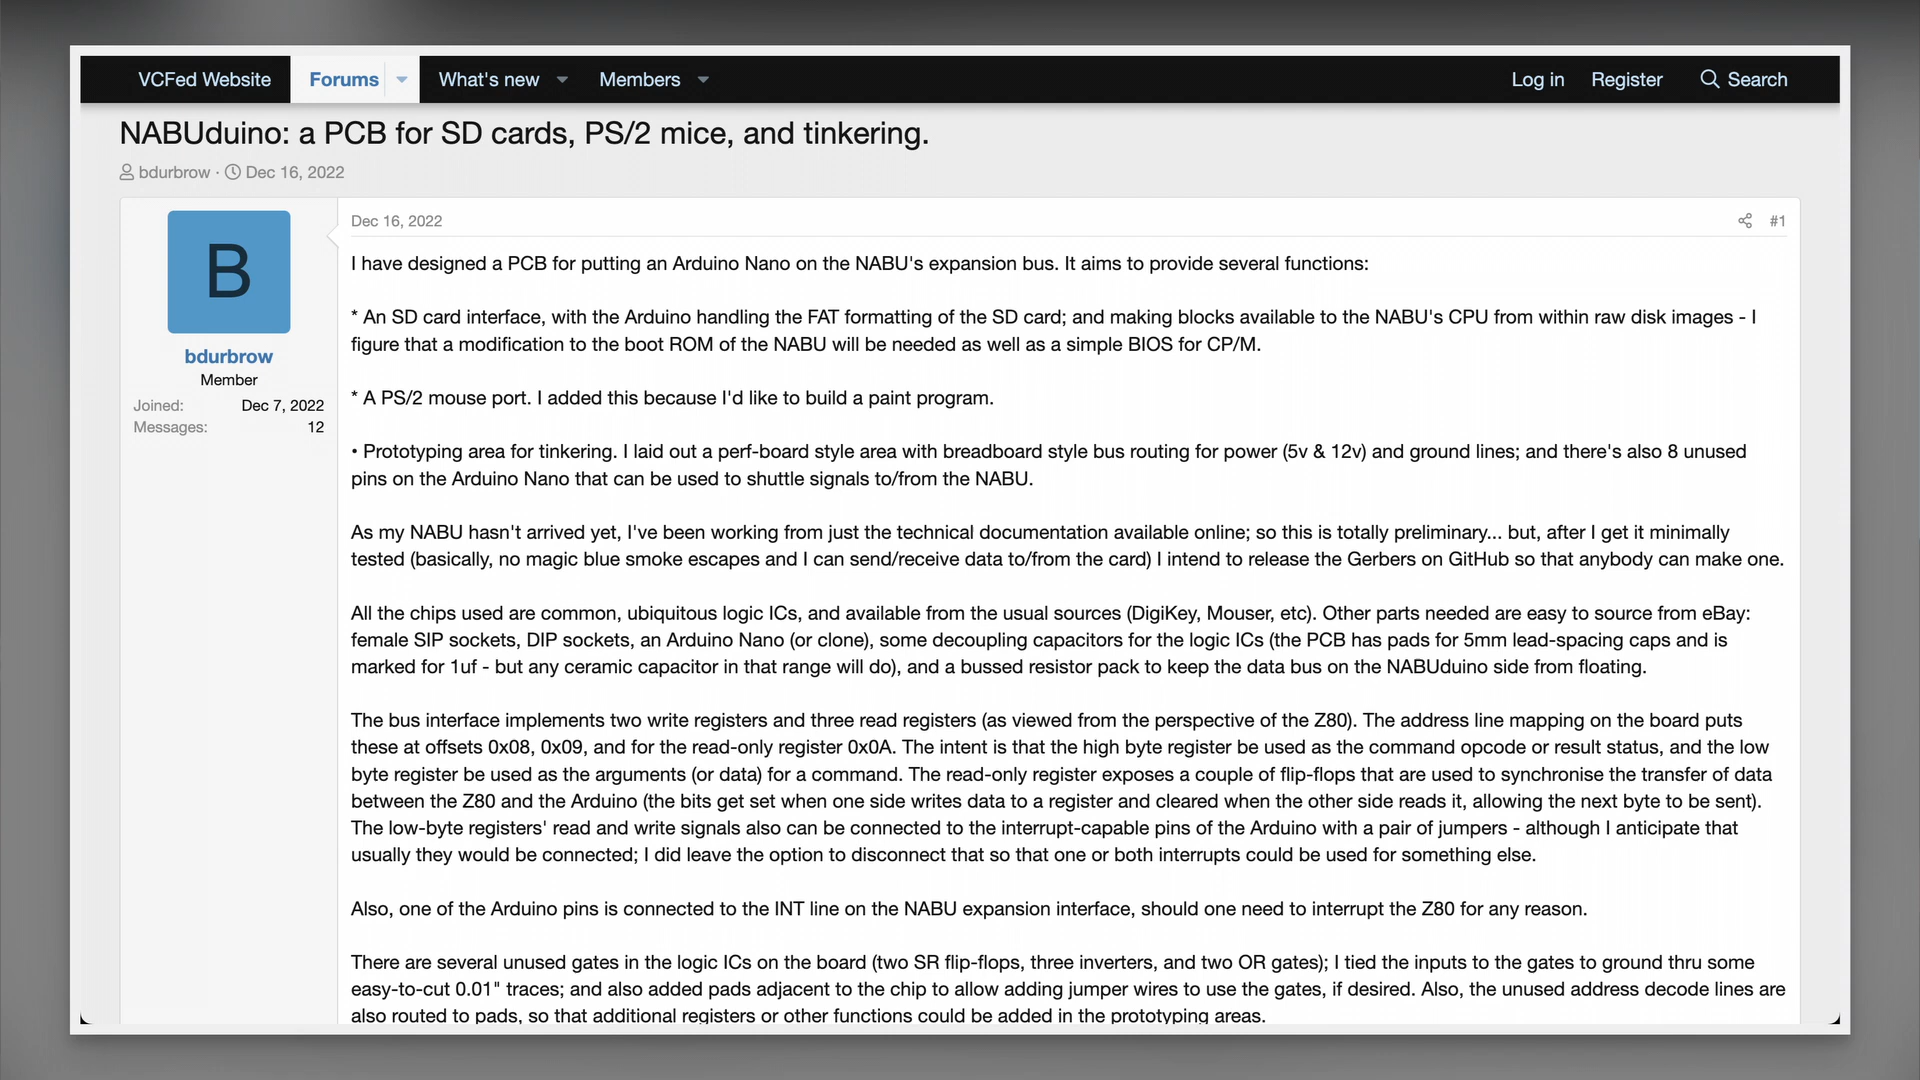 VCFed Website Forums What's new Members Log in Register Search
NABUduino: a PCB for SD cards, PS/2 mice, and tinkering.
bdurbrow · Dec 16, 2022
B
bdurbrow
Member
Joined: Dec 7, 2022
Messages: 12
Dec 16, 2022 #1
I have designed a PCB for putting an Arduino Nano on the NABU's expansion bus. It aims to provide several functions:
* An SD card interface, with the Arduino handling the FAT formatting of the SD card; and making blocks available to the NABU's CPU from within raw disk images - I
figure that a modification to the boot ROM of the NABU will be needed as well as a simple BIOS for CP/M.
* A PS/2 mouse port. I added this because I'd like to build a paint program.
• Prototyping area for tinkering. I laid out a perf-board style area with breadboard style bus routing for power (5v & 12v) and ground lines; and there's also 8 unused
pins on the Arduino Nano that can be used to shuttle signals to/from the NABU.
As my NABU hasn't arrived yet, I've been working from just the technical documentation available online; so this is totally preliminary... but, after I get it minimally
tested (basically, no magic blue smoke escapes and I can send/receive data to/from the card) I intend to release the Gerbers on GitHub so that anybody can make one.
All the chips used are common, ubiquitous logic ICs, and available from the usual sources (DigiKey, Mouser, etc). Other parts needed are easy to source from eBay:
female SIP sockets, DIP sockets, an Arduino Nano (or clone), some decoupling capacitors for the logic ICs (the PCB has pads for 5mm lead-spacing caps and is
marked for 1uf - but any ceramic capacitor in that range will do), and a bussed resistor pack to keep the data bus on the NABUduino side from floating.
The bus interface implements two write registers and three read registers (as viewed from the perspective of the Z80). The address line mapping on the board puts
these at offsets 0x08, 0x09, and for the read-only register 0x0A. The intent is that the high byte register be used as the command opcode or result status, and the low
byte register be used as the arguments (or data) for a command. The read-only register exposes a couple of flip-flops that are used to synchronise the transfer of data
between the Z80 and the Arduino (the bits get set when one side writes data to a register and cleared when the other side reads it, allowing the next byte to be sent).
The low-byte registers' read and write signals also can be connected to the interrupt-capable pins of the Arduino with a pair of jumpers - although I anticipate that
usually they would be connected; I did leave the option to disconnect that so that one or both interrupts could be used for something else.
Also, one of the Arduino pins is connected to the INT line on the NABU expansion interface, should one need to interrupt the Z80 for any reason.
There are several unused gates in the logic ICs on the board (two SR flip-flops, three inverters, and two OR gates); I tied the inputs to the gates to ground thru some
easy-to-cut 0.01" traces; and also added pads adjacent to the chip to allow adding jumper wires to use the gates, if desired. Also, the unused address decode lines are
also routed to pads, so that additional registers or other functions could be added in the prototyping areas.